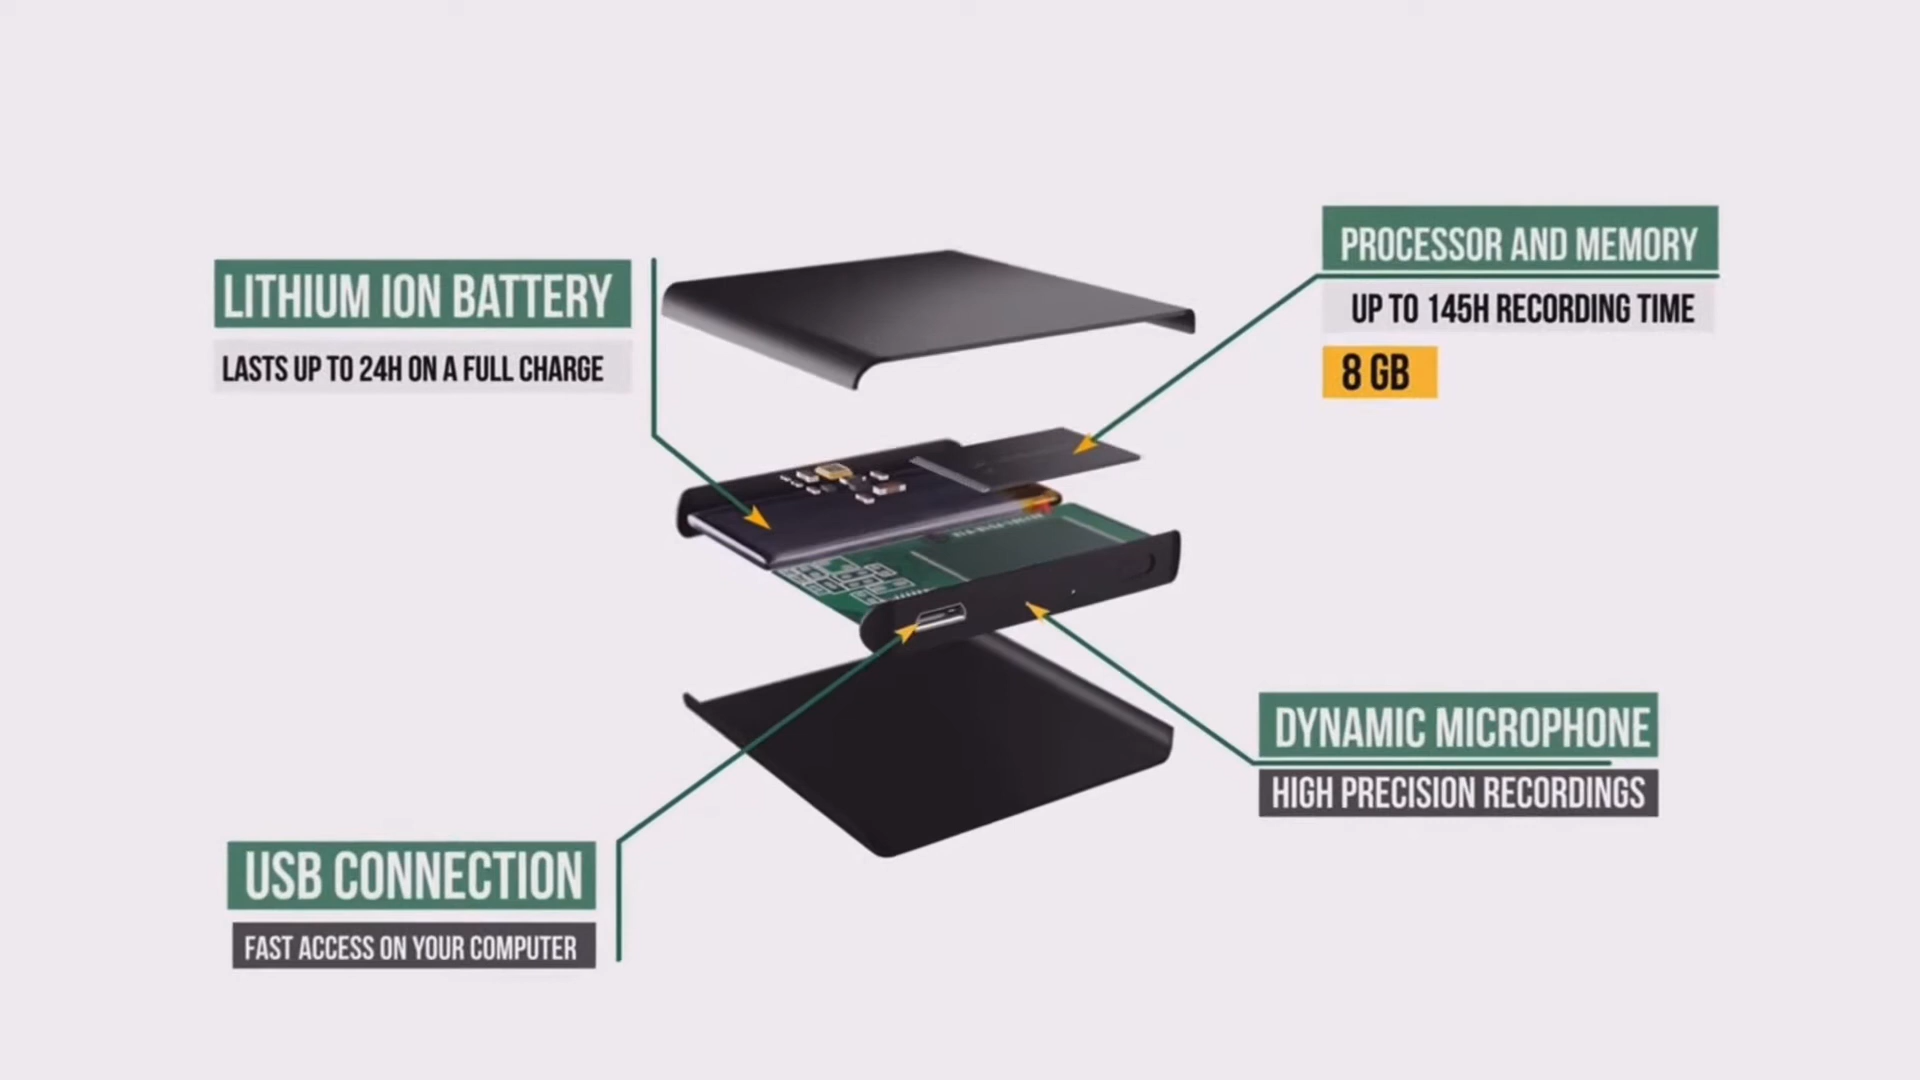 LITHIUM ION BATTERY
LASTS UP TO 24H ON A FULL CHARGE
PROCESSOR AND MEMORY
UP TO 145H RECORDING TIME
8 GB
DYNAMIC MICROPHONE
HIGH PRECISION RECORDINGS
USB CONNECTION
FAST ACCESS ON YOUR COMPUTER